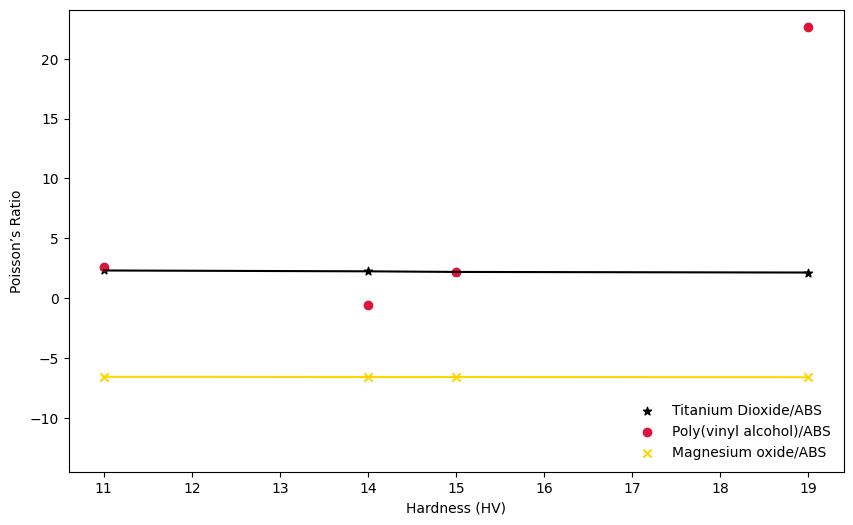 20
15
10
5
0
−5
−10
Poisson’s Ratio
11 12 13 14 15 16 17 18 19
Hardness (HV)
Titanium Dioxide/ABS
Poly(vinyl alcohol)/ABS
Magnesium oxide/ABS